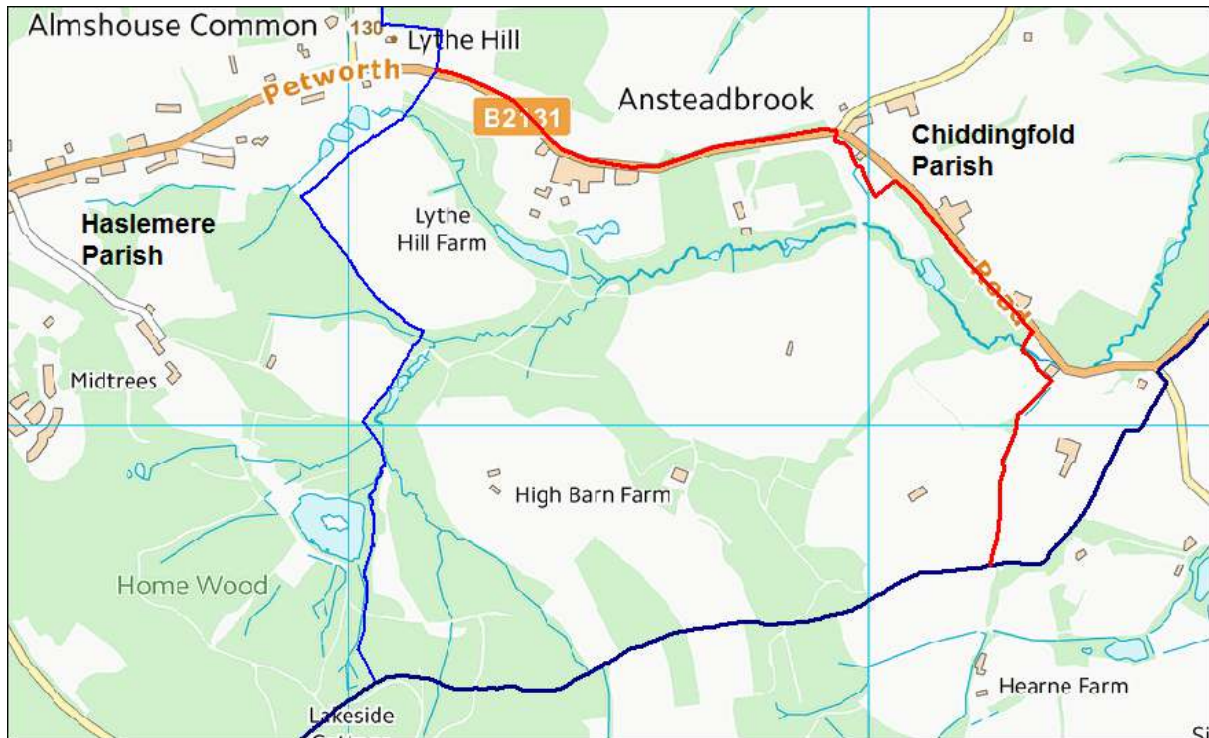 Almshouse Common
130
Lythe Hill
Petworth
B2131
Ansteadbrook
Chiddingfold
Parish
Haslemere
Parish
Lythe
Hill Farm
Road
Midtrees
High Barn Farm
Home Wood
Hearne Farm
Lakeside
Si